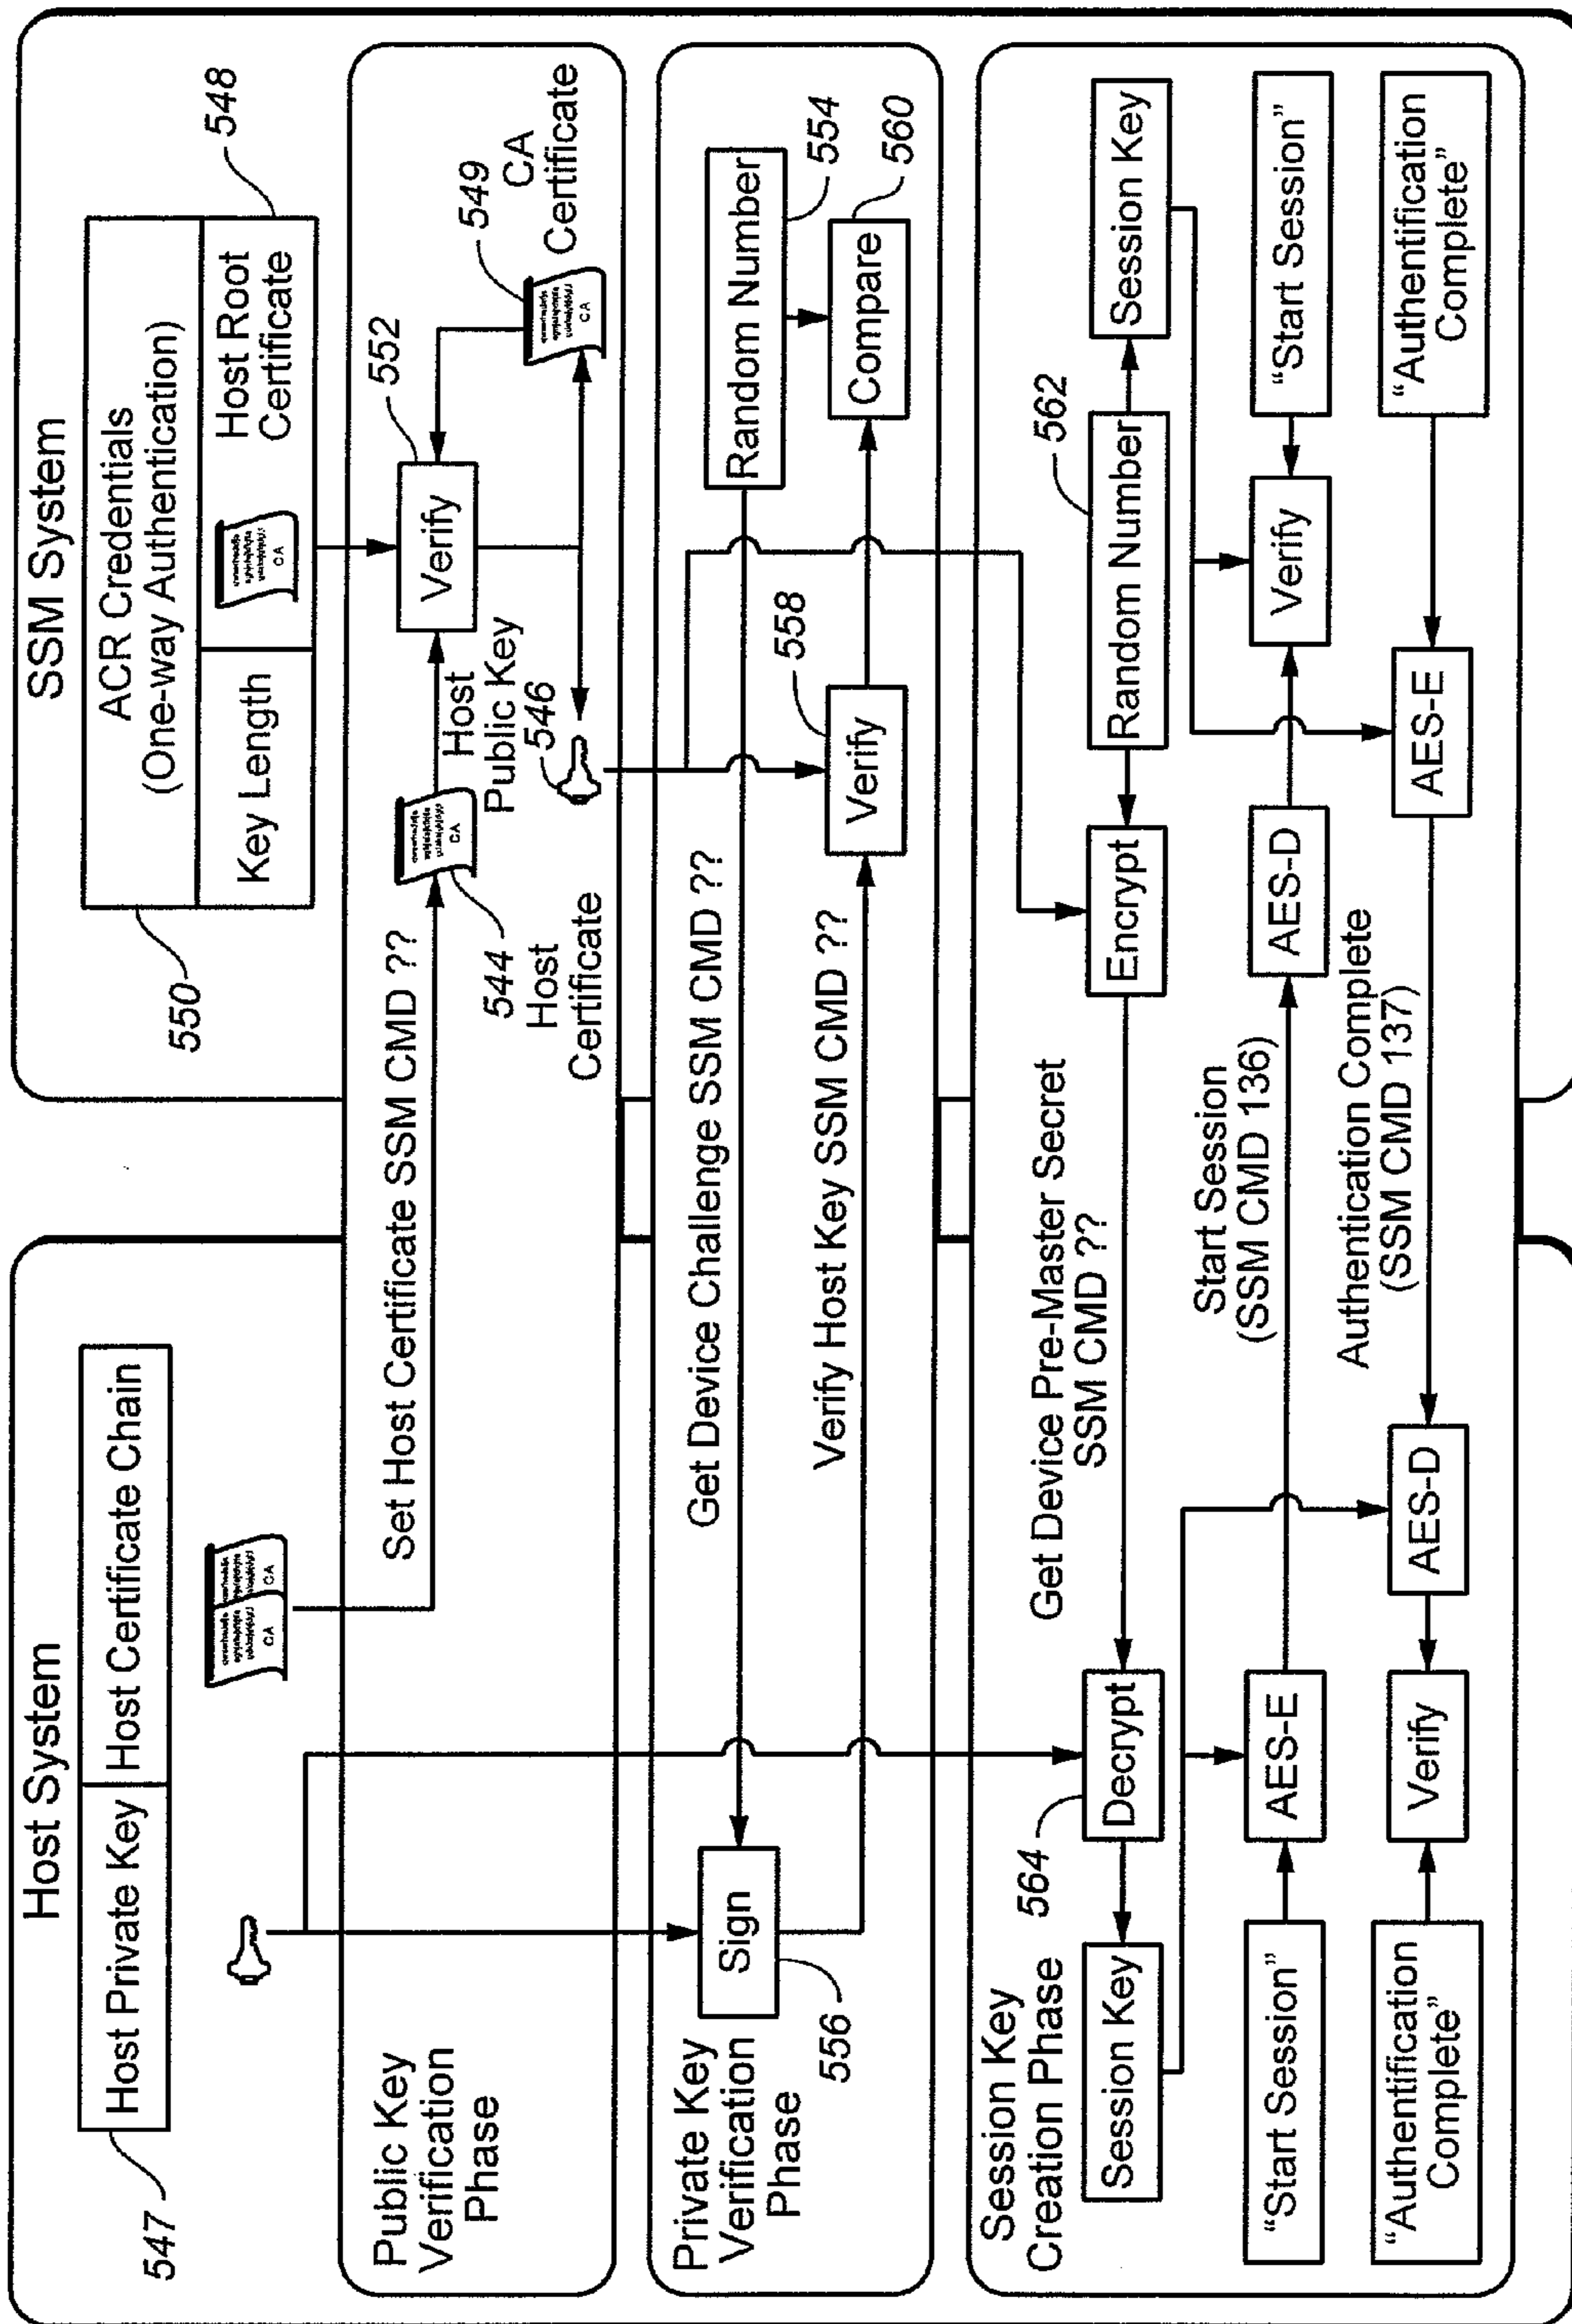 Host System
Host Private Key
Host Certificate Chain
547
CA
CA
SSM System
ACR Credentials
(One-way Authentication)
Key Length
Host Root
Certificate
CA
548
550
Public Key
Verification
Phase
Set Host Certificate SSM CMD ??
544
Host
Certificate
CA
Host
Public Key
546
Verify
552
549
CA
Certificate
CA
Private Key
Verification
Phase
Sign
556
Get Device Challenge SSM CMD ??
Verify Host Key SSM CMD ??
Verify
558
Random Number
554
Compare
560
Session Key
Creation Phase
564
Session Key
Decrypt
Get Device Pre-Master Secret
SSM CMD ??
Encrypt
Random Number
562
Session Key
"Start Session"
AES-E
Start Session
(SSM CMD 136)
AES-D
Verify
"Start Session"
"Authentification
Complete"
Verify
AES-D
Authentication Complete
(SSM CMD 137)
AES-E
"Authentification
Complete"